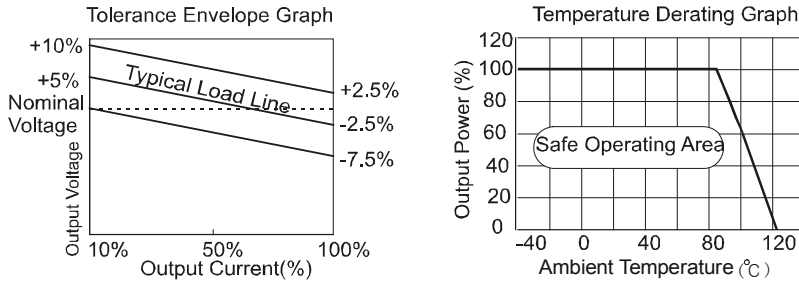 Tolerance Envelope Graph
+10%
+5%
Nominal
Voltage
Output Voltage
Typical Load Line
+2.5%
-2.5%
-7.5%
10%
50%
100%
Output Current(%)
Temperature Derating Graph
Output Power (%)
120
100
80
60
40
20
0
Safe Operating Area
-40
0
40
80
120
Ambient Temperature (℃)